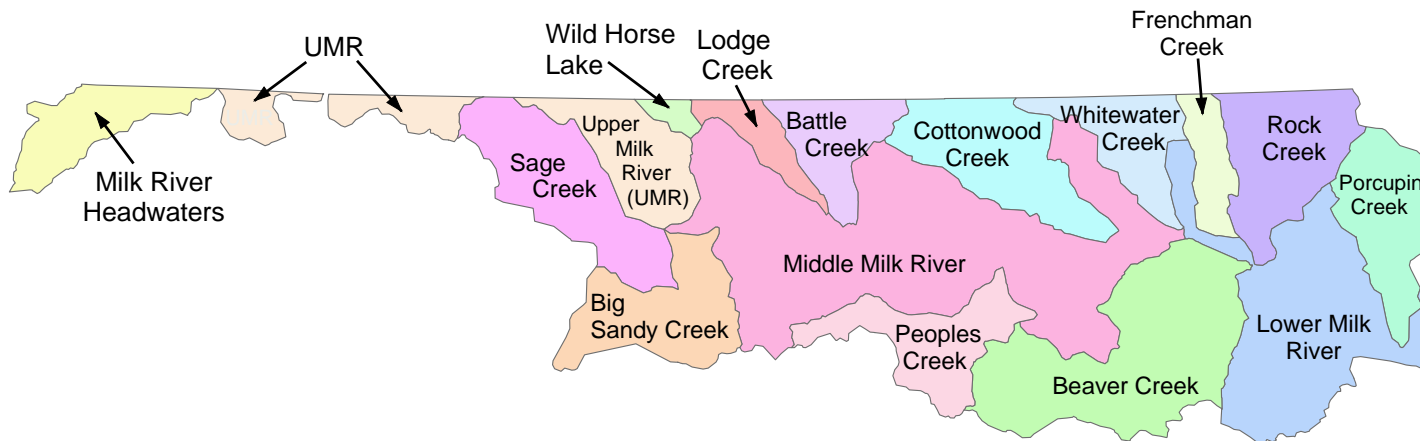 UMR
Wild Horse
Lake
Lodge
Creek
Frenchman
Creek
Milk River
Headwaters
Sage
Creek
Upper
Milk
River
(UMR)
Battle
Creek
Cottonwood
Creek
Whitewater
Creek
Rock
Creek
Porcupin
Creek
Middle Milk River
Big
Sandy Creek
Peoples
Creek
Beaver Creek
Lower Milk
River